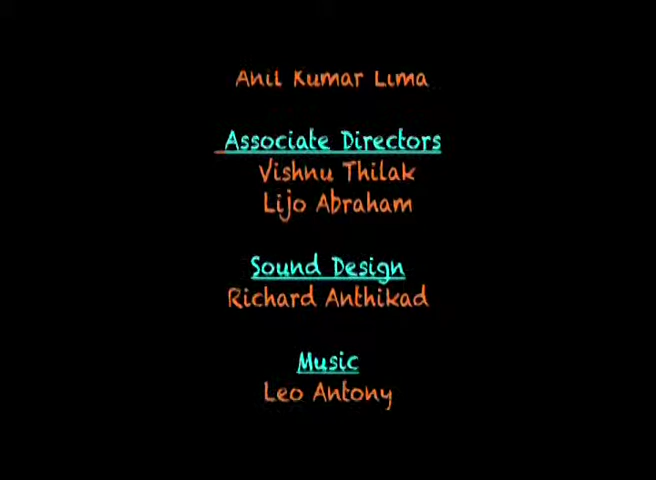 Anil Kumar Lima
Associate Directors
Vishnu Thilak
Lijo Abraham
Sound Design
Richard Anthikad
Music
Leo Antony